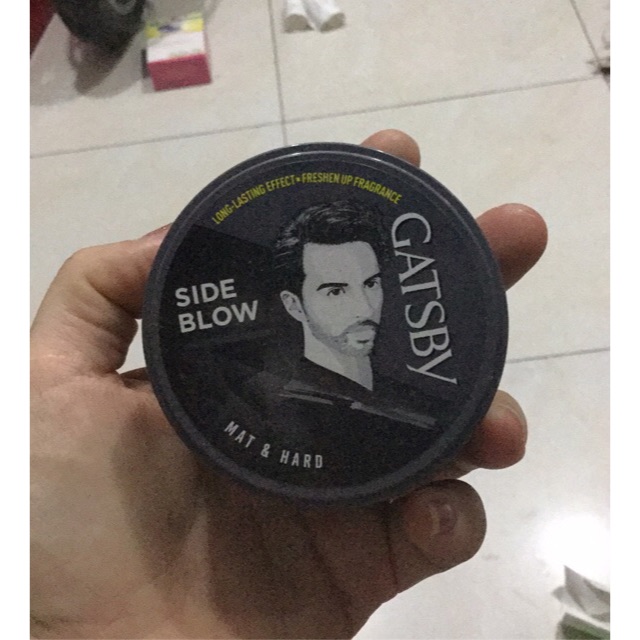 LONG-LASTING EFFECT • FRESHEN UP FRAGRANCE
GATSBY
SIDE
BLOW
MAT & HARD